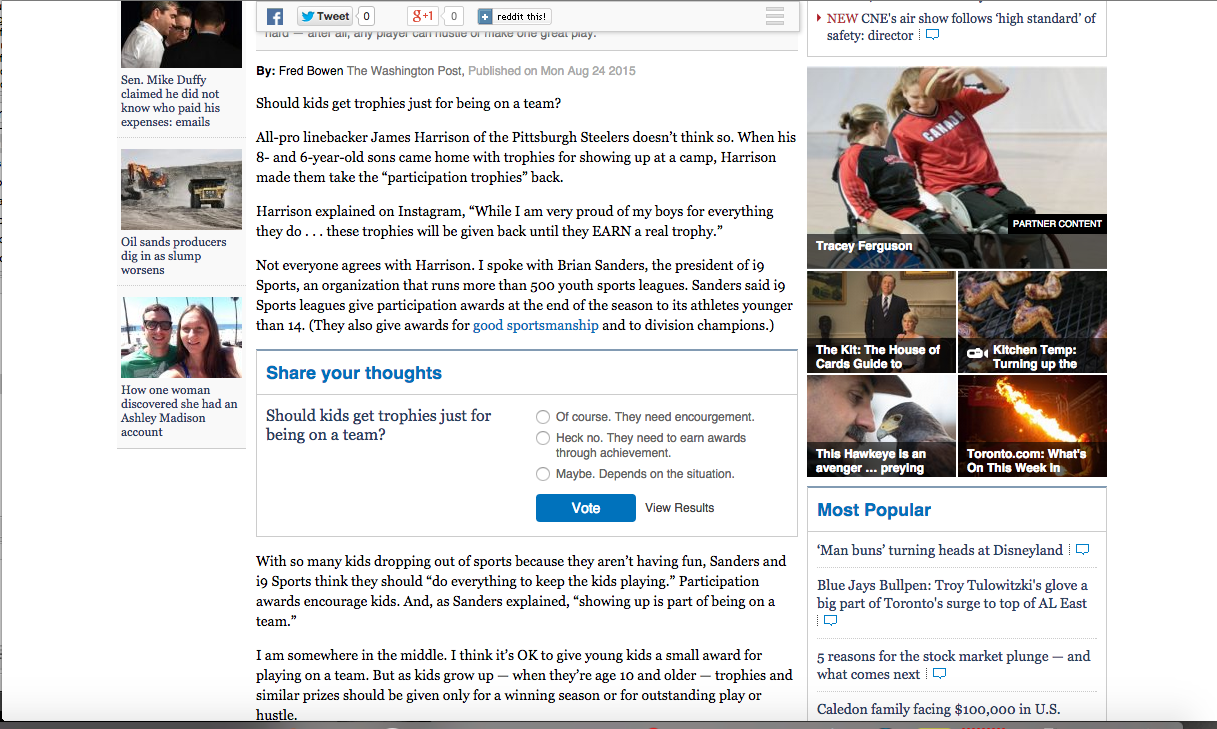 Sen. Mike Duffy
claimed he did not
know who paid his
expenses: emails
Oil sands producers
dig in as slump
worsens
How one woman
discovered she had an
Ashley Madison
account
Tweet 0
g+1 0
reddit this!
hard — after all, any player can hustle or make one great play.
By: Fred Bowen The Washington Post, Published on Mon Aug 24 2015
Should kids get trophies just for being on a team?
All-pro linebacker James Harrison of the Pittsburgh Steelers doesn’t think so. When his
8- and 6-year-old sons came home with trophies for showing up at a camp, Harrison
made them take the “participation trophies” back.
Harrison explained on Instagram, “While I am very proud of my boys for everything
they do . . . these trophies will be given back until they EARN a real trophy.”
Not everyone agrees with Harrison. I spoke with Brian Sanders, the president of i9
Sports, an organization that runs more than 500 youth sports leagues. Sanders said i9
Sports leagues give participation awards at the end of the season to its athletes younger
than 14. (They also give awards for good sportsmanship and to division champions.)
Share your thoughts
Should kids get trophies just for
being on a team?
Of course. They need encourgement.
Heck no. They need to earn awards
through achievement.
Maybe. Depends on the situation.
Vote
View Results
With so many kids dropping out of sports because they aren’t having fun, Sanders and
i9 Sports think they should “do everything to keep the kids playing.” Participation
awards encourage kids. And, as Sanders explained, “showing up is part of being on a
team.”
I am somewhere in the middle. I think it’s OK to give young kids a small award for
playing on a team. But as kids grow up — when they’re age 10 and older — trophies and
similar prizes should be given only for a winning season or for outstanding play or
hustle.
NEW CNE's air show follows ‘high standard’ of
safety: director
CANADA
PARTNER CONTENT
Tracey Ferguson
The Kit: The House of
Cards Guide to
Kitchen Temp:
Turning up the
This Hawkeye is an
avenger ... preying
Toronto.com: What's
On This Week in
Most Popular
‘Man buns’ turning heads at Disneyland
Blue Jays Bullpen: Troy Tulowitzki's glove a
big part of Toronto's surge to top of AL East
5 reasons for the stock market plunge — and
what comes next
Caledon family facing $100,000 in U.S.